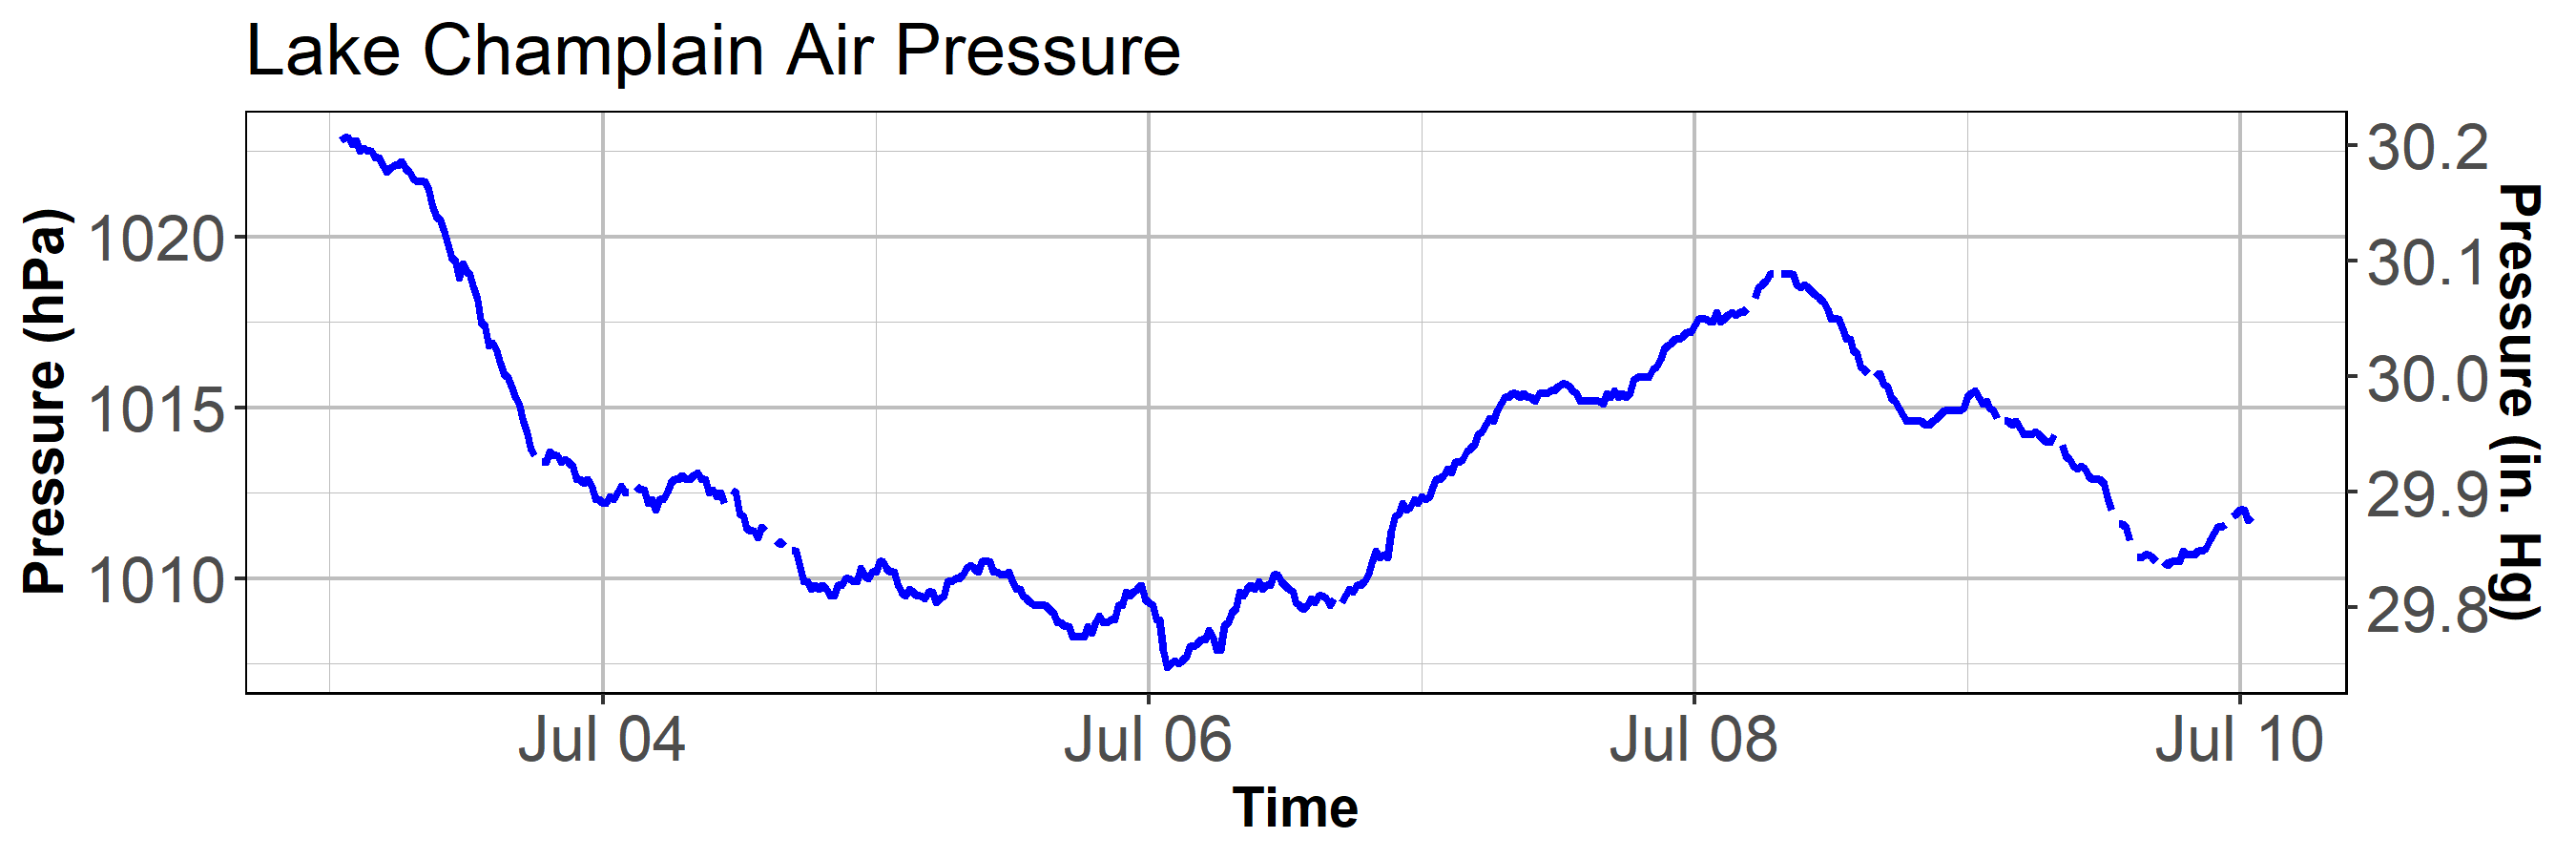 Lake Champlain Air Pressure
Pressure (hPa)
1020
1015
1010
30.2
30.1
30.0
29.9
29.8
Pressure (in. Hg)
Jul 04
Jul 06
Jul 08
Jul 10
Time